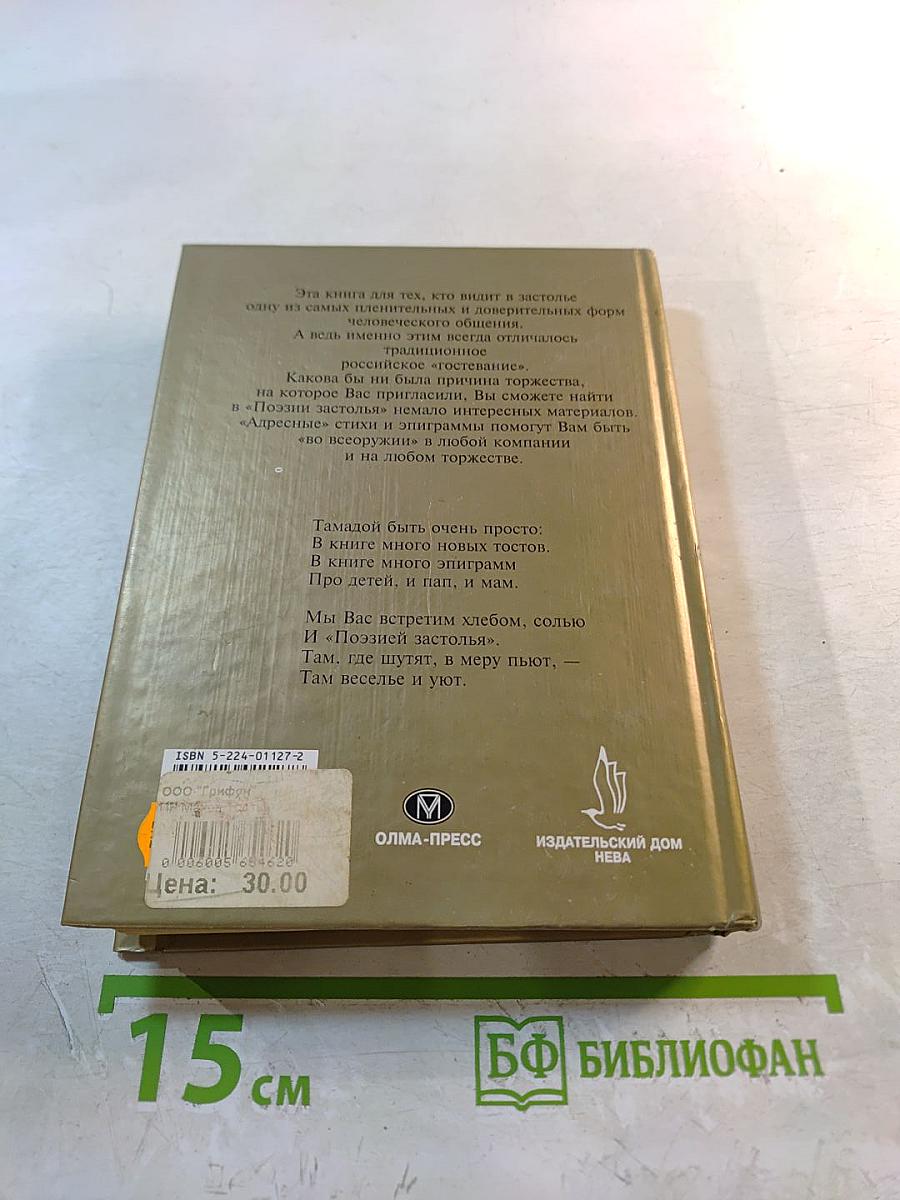 Эта книга для тех, кто видит в застолье
одну из самых пленительных и доверительных форм
человеческого общения.
А ведь именно этим всегда отличалось
традиционное
российское «гостевание».
Какова бы ни была причина торжества,
на которое Вас пригласили, Вы сможете найти
в «Поэзии застолья» немало интересных материалов.
«Адресные» стихи и эпиграммы помогут Вам быть
«во всеоружии» в любой компании
и на любом торжестве.
Тамадой быть очень просто:
В книге много новых тостов.
В книге много эпиграмм
Про детей, и пап, и мам.
Мы Вас встретим хлебом, солью
И «Поэзией застолья».
Там, где шутят, в меру пьют, —
Там веселье и уют.
ISBN 5-224-01127-2
ООО "Грифон"
0 006005 654620
Цена: 30.00
ОЛМА-ПРЕСС
ИЗДАТЕЛЬСКИЙ ДОМ
НЕВА
15 см
БФ БИБЛИОФАН